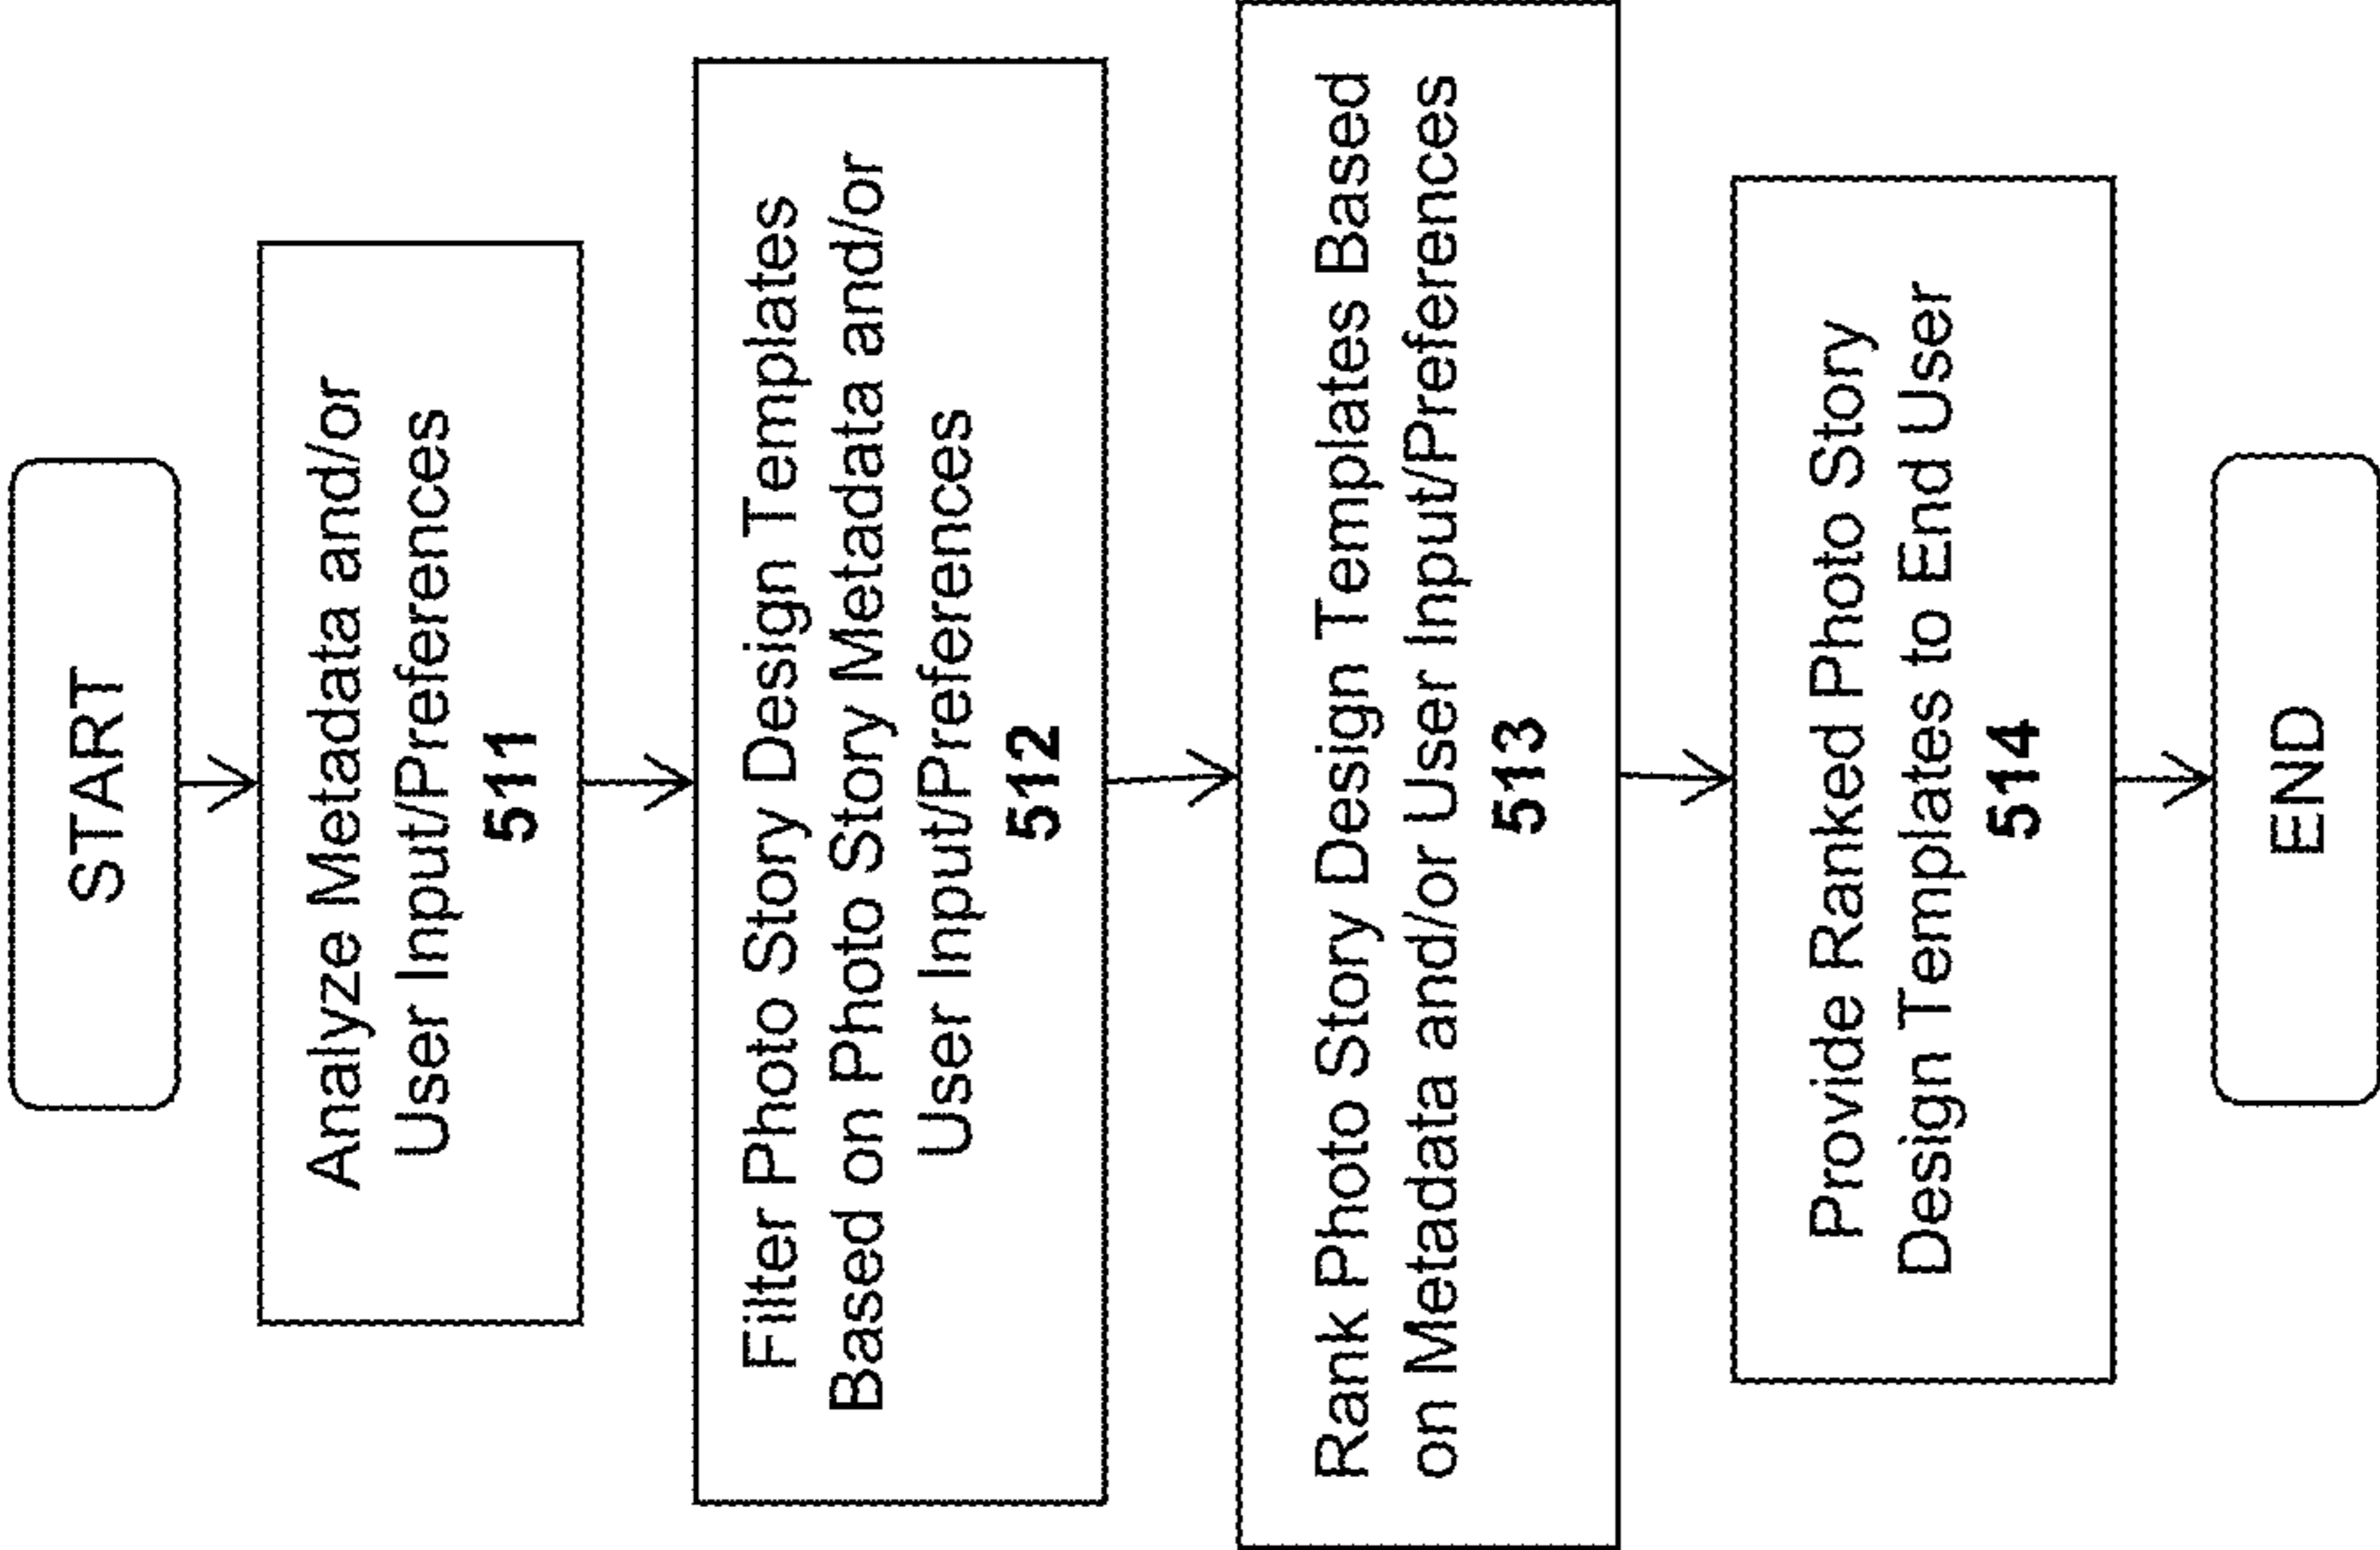 START
Analyze Metadata and/or
User Input/Preferences
511
Filter Photo Story Design Templates
Based on Photo Story Metadata and/or
User Input/Preferences
512
Rank Photo Story Design Templates Based
on Metadata and/or User Input/Preferences
513
Provide Ranked Photo Story
Design Templates to End User
514
END